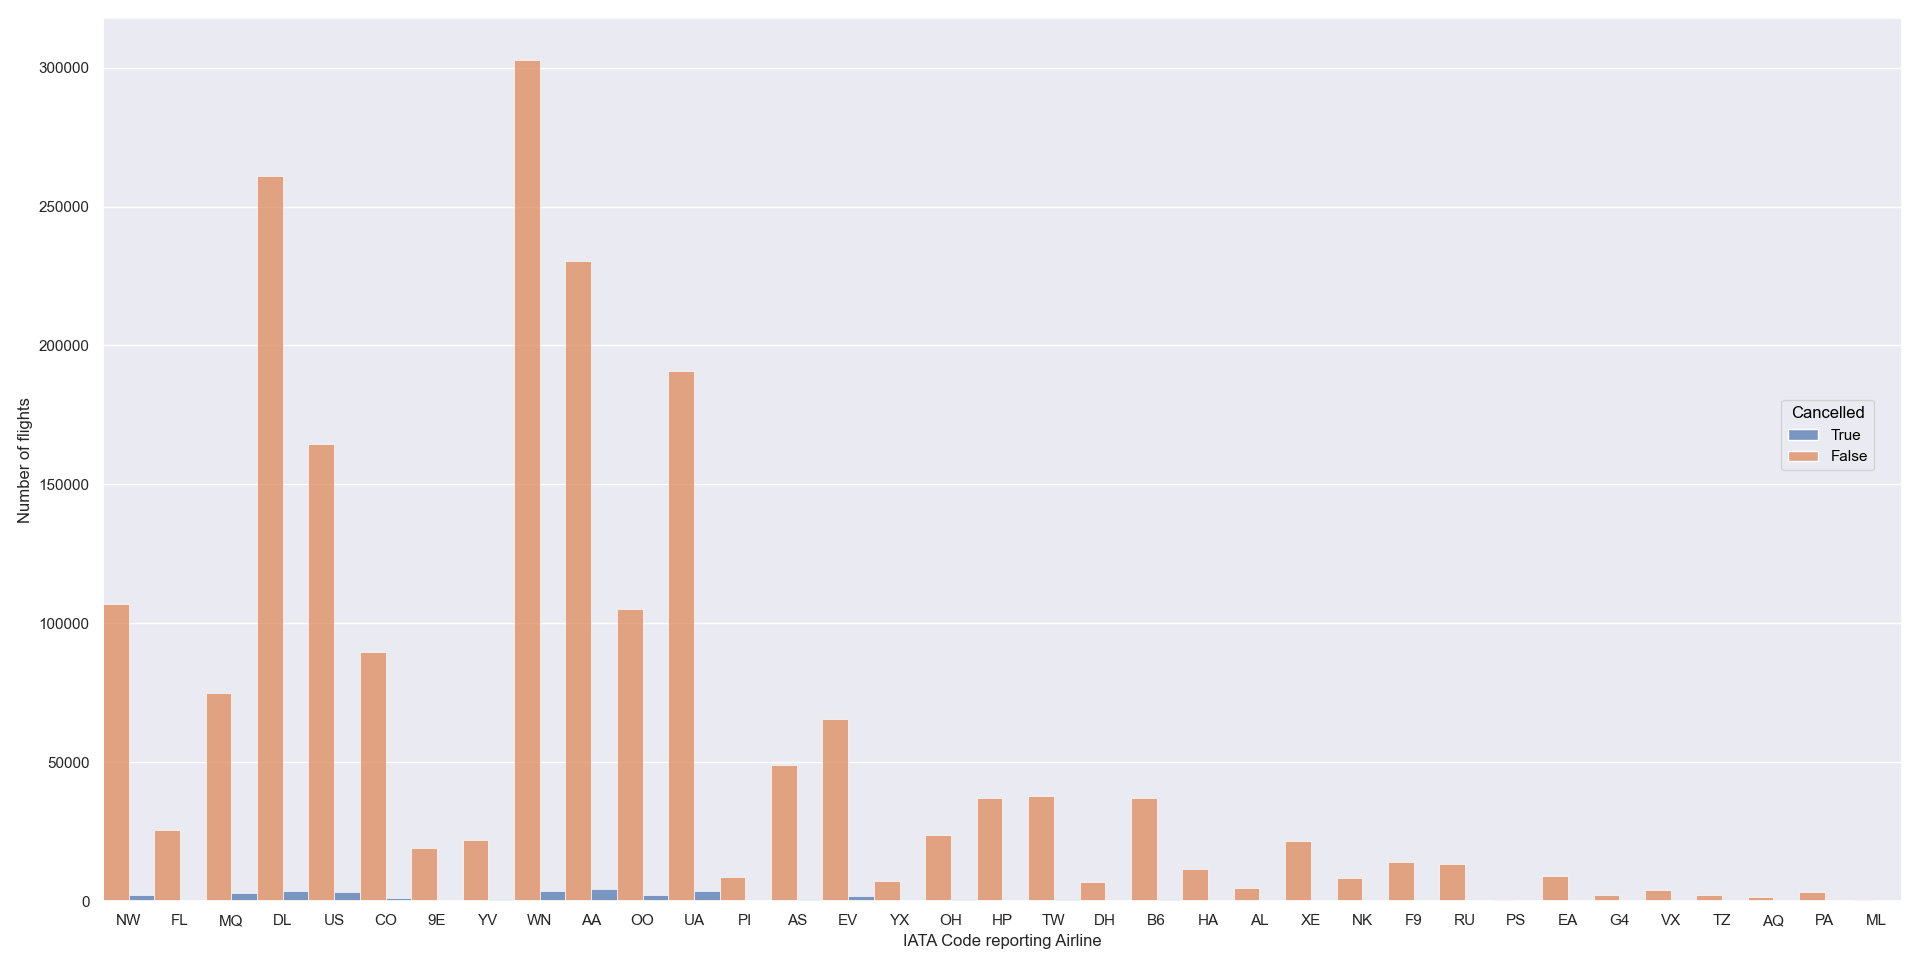 300000
250000
200000
150000
100000
50000
0
Number of flights
Cancelled
True
False
NW FL MQ DL US CO 9E YV WN AA OO UA PI AS EV YX OH HP TW DH B6 HA AL XE NK F9 RU PS EA G4 VX TZ AQ PA ML
IATA Code reporting Airline